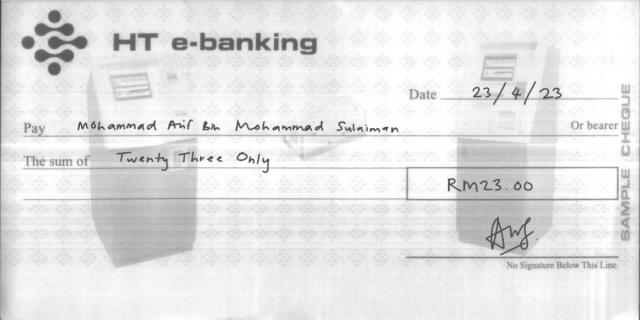 HT e-banking
Date 23/4/23
Pay Mohammad Arif Bin Mohammad Sulaiman Or bearer
The sum of Twenty Three Only
RM23.00
No Signature Below This Line.
SAMPLE CHEQUE